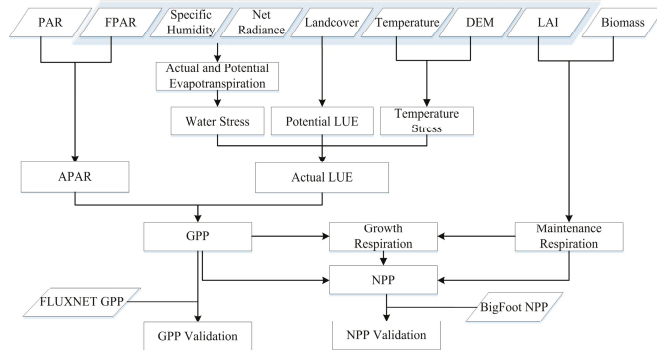 PAR
FPAR
Specific
Humidity
Net
Radiance
Landcover
Temperature
DEM
LAI
Biomass
Actual and Potential
Evapotranspiration
Water Stress
Potential LUE
Temperature
Stress
APAR
Actual LUE
GPP
Growth
Respiration
Maintenance
Respiration
NPP
FLUXNET GPP
BigFoot NPP
GPP Validation
NPP Validation